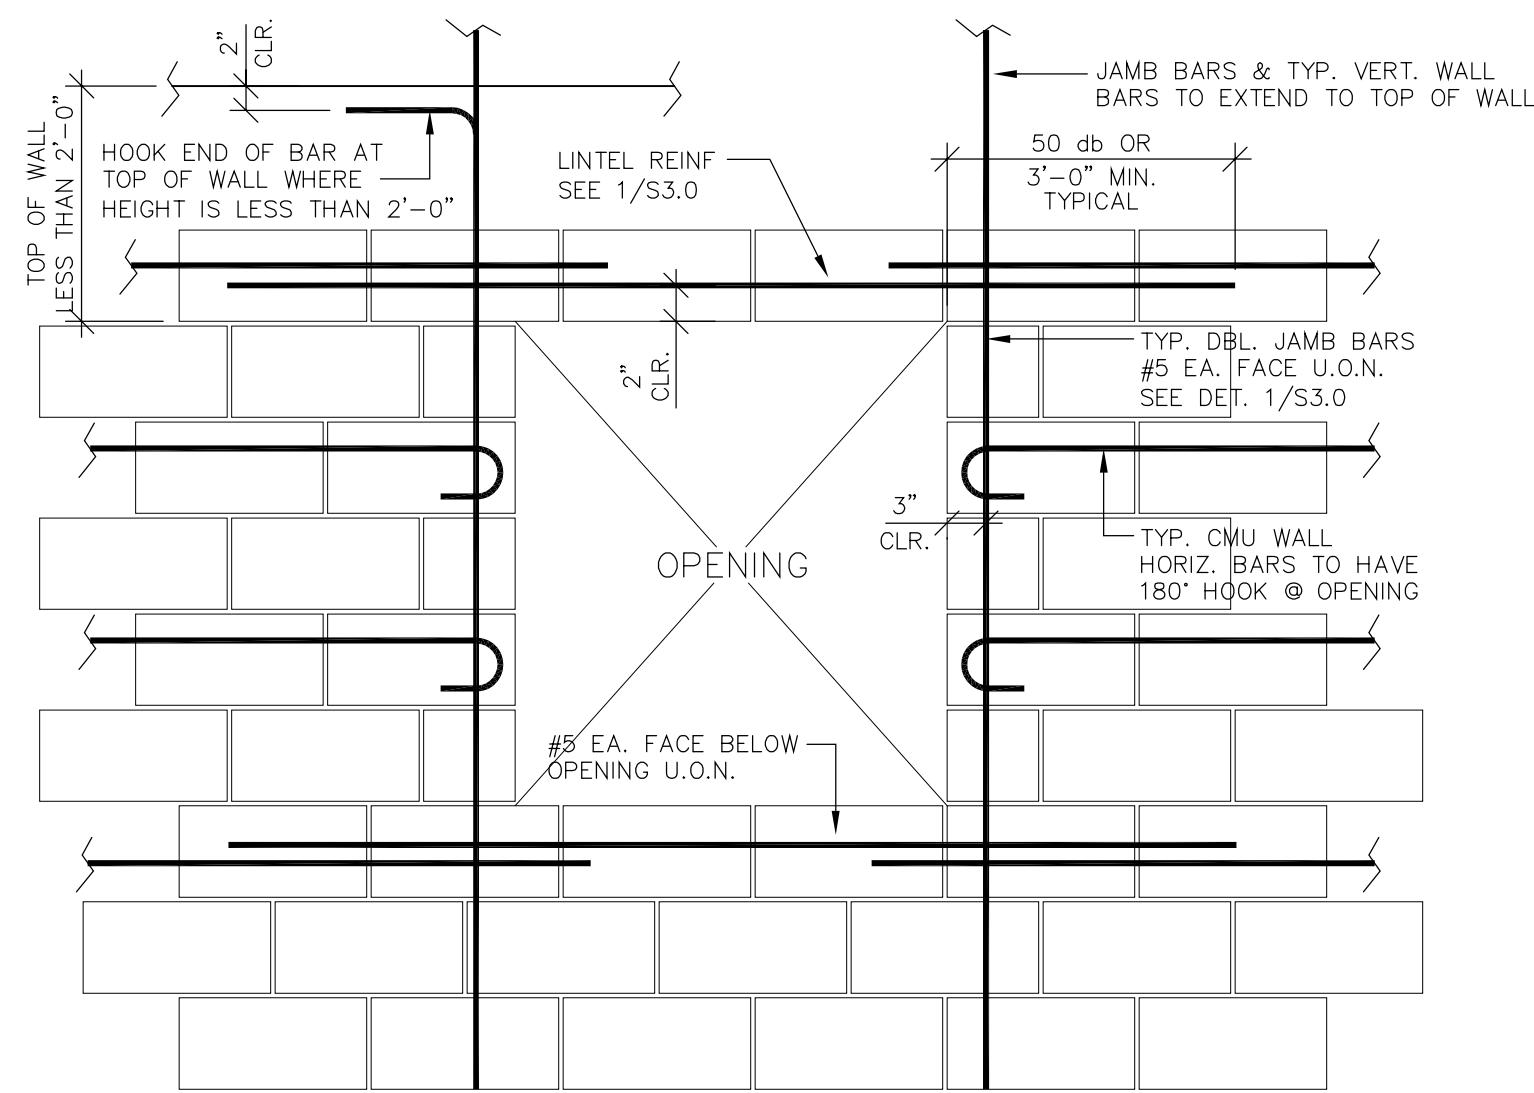 2"
CLR.
TOP OF WALL
LESS THAN 2'-0"
HOOK END OF BAR AT
TOP OF WALL WHERE
HEIGHT IS LESS THAN 2'-0"
LINTEL REINF
SEE 1/S3.0
JAMB BARS & TYP. VERT. WALL
BARS TO EXTEND TO TOP OF WALL
50 db OR
3'-0" MIN.
TYPICAL
2"
CLR.
TYP. DBL. JAMB BARS
#5 EA. FACE U.O.N.
SEE DET. 1/S3.0
3"
CLR.
OPENING
TYP. CMU WALL
HORIZ. BARS TO HAVE
180° HOOK @ OPENING
#5 EA. FACE BELOW
OPENING U.O.N.